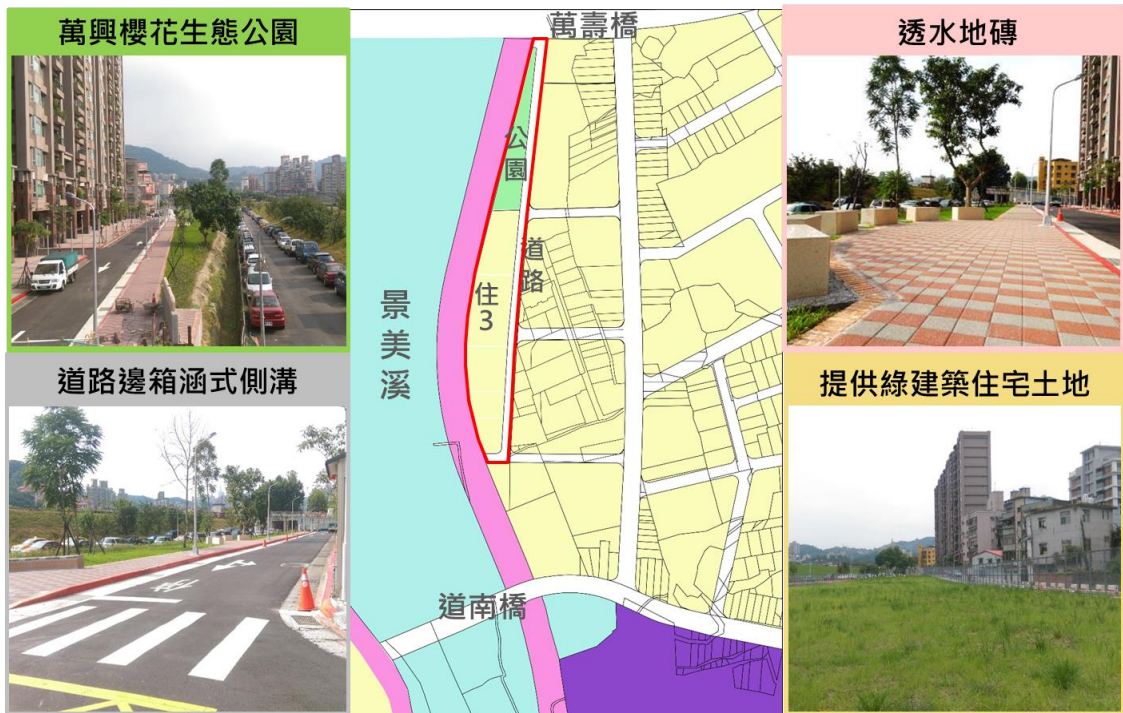 萬興櫻花生態公園
萬壽橋
透水地磚
公園
道路
住3
景美溪
道路邊箱涵式側溝
提供綠建築住宅土地
道南橋